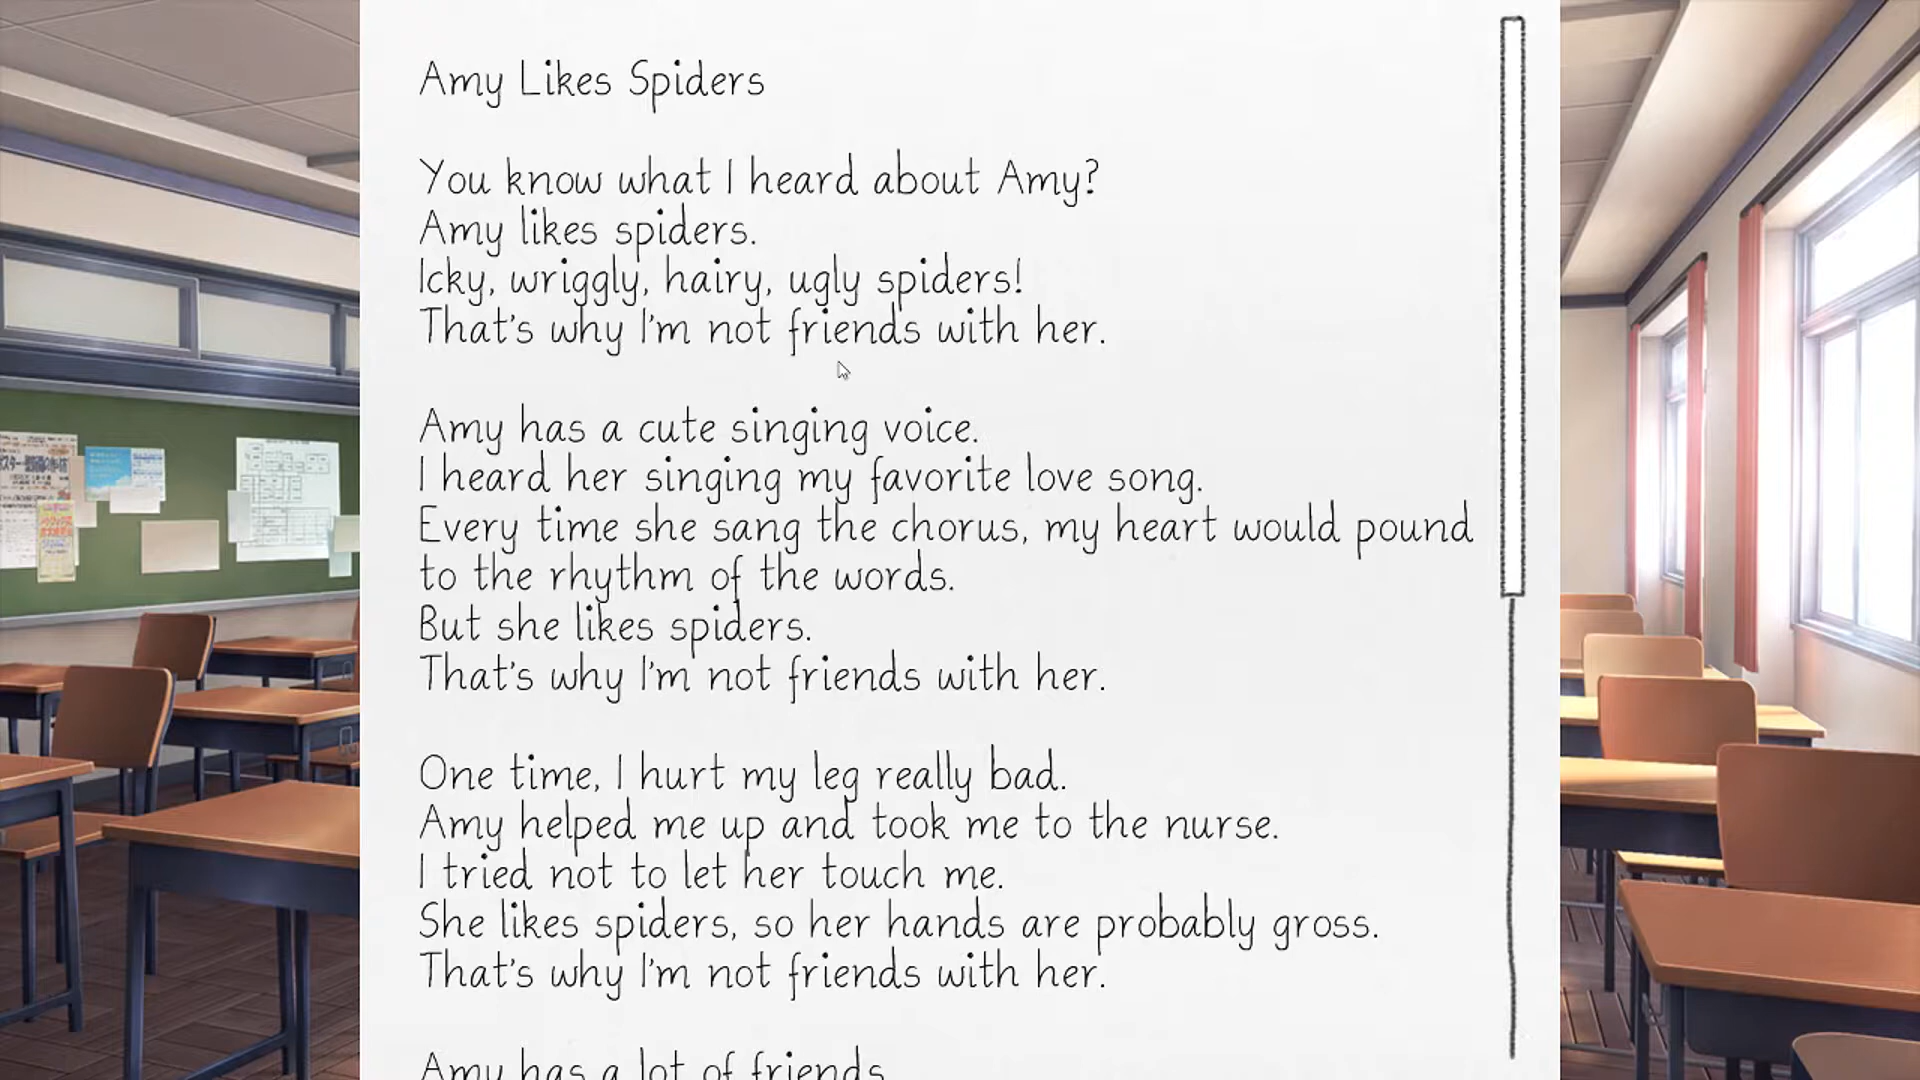 Amy Likes Spiders
You know what I heard about Amy?
Amy likes spiders.
Icky, wriggly, hairy, ugly spiders!
That's why I'm not friends with her.
Amy has a cute singing voice.
I heard her singing my favorite love song.
Every time she sang the chorus, my heart would pound
to the rhythm of the words.
But she likes spiders.
That's why I'm not friends with her.
One time, I hurt my leg really bad.
Amy helped me up and took me to the nurse.
I tried not to let her touch me.
She likes spiders, so her hands are probably gross.
That's why I'm not friends with her.
Amy has a lot of friends